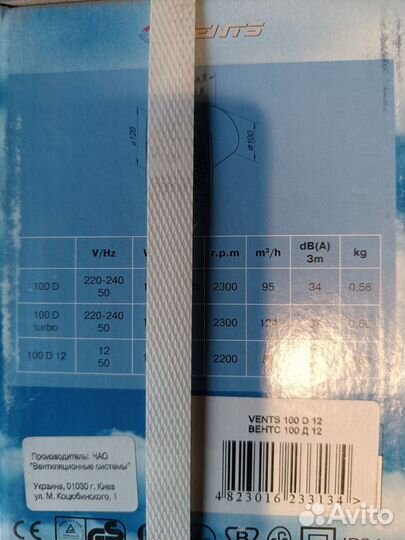 VENTS
ø120
ø100
V/Hz r.p.m m³/h dB(A) 3m kg
100 D 220-240 50 2300 95 34 0,58
100 D turbo 220-240 50 2300
100 D 12 12 50 2200
VENTS 100 D 12
ВЕНТС 100 Д 12
Производитель: ЧАО
"Вентиляционные системы"
Украина, 01030 г. Киев
ул. М. Коцюбинского, 1
4 823016 233134 >
CE
Avito